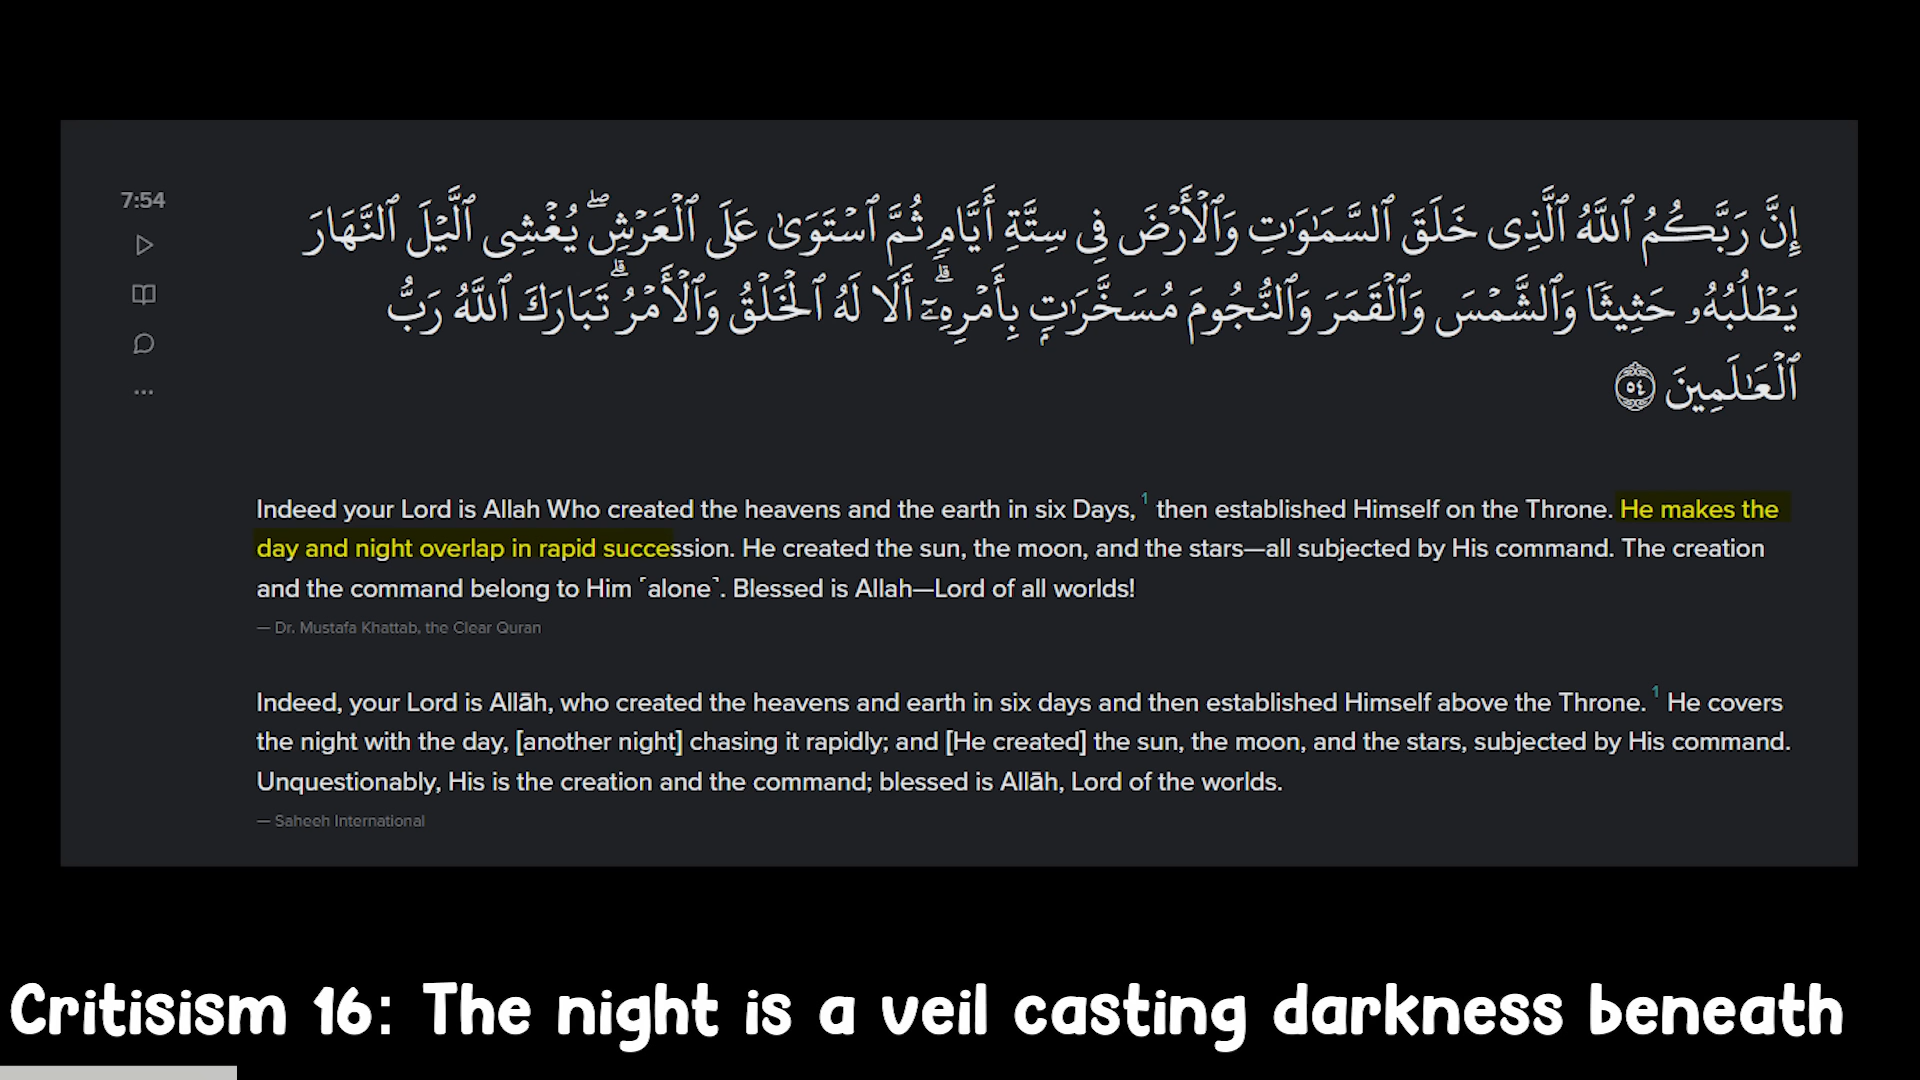 7:54
إِنَّ رَبَّكُمُ ٱللَّهُ ٱلَّذِى خَلَقَ ٱلسَّمَـٰوَٰتِ وَٱلْأَرْضَ فِى سِتَّةِ أَيَّامٍ ثُمَّ ٱسْتَوَىٰ عَلَى ٱلْعَرْشِ ۖ يُغْشِى ٱلَّيْلَ ٱلنَّهَارَ
يَطْلُبُهُۥ حَثِيثًا وَٱلشَّمْسَ وَٱلْقَمَرَ وَٱلنُّجُومَ مُسَخَّرَٰتٍۭ بِأَمْرِهِۦٓ ۗ أَلَا لَهُ ٱلْخَلْقُ وَٱلْأَمْرُ ۗ تَبَارَكَ ٱللَّهُ رَبُّ
ٱلْعَـٰلَمِينَ ٥٤
Indeed your Lord is Allah Who created the heavens and the earth in six Days, 1 then established Himself on the Throne. He makes the
day and night overlap in rapid succession. He created the sun, the moon, and the stars—all subjected by His command. The creation
and the command belong to Him ˹alone˺. Blessed is Allah—Lord of all worlds!
— Dr. Mustafa Khattab, the Clear Quran
Indeed, your Lord is Allāh, who created the heavens and earth in six days and then established Himself above the Throne. 1 He covers
the night with the day, [another night] chasing it rapidly; and [He created] the sun, the moon, and the stars, subjected by His command.
Unquestionably, His is the creation and the command; blessed is Allāh, Lord of the worlds.
— Saheeh International
Critisism 16: The night is a veil casting darkness beneath